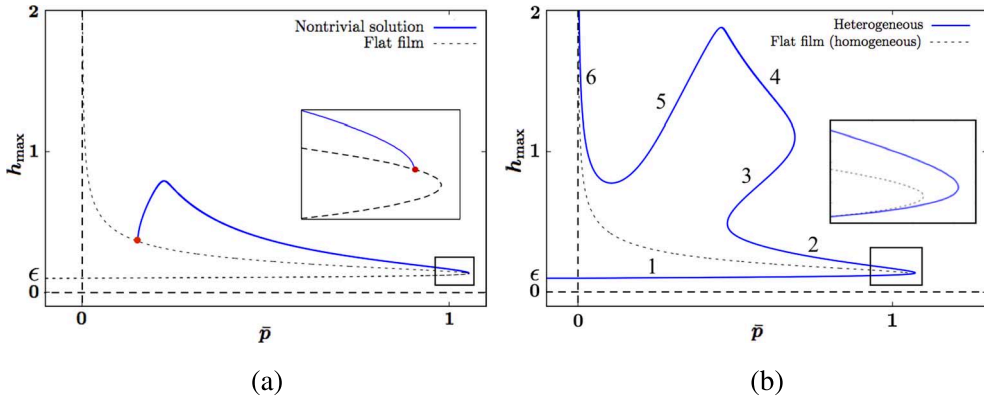 2
Nontrivial solution
Flat film
h_max
1
ϵ
0
0
1
p̄
(a)
2
Heterogeneous
Flat film (homogeneous)
6
5
4
h_max
1
3
2
1
ϵ
0
0
1
p̄
(b)